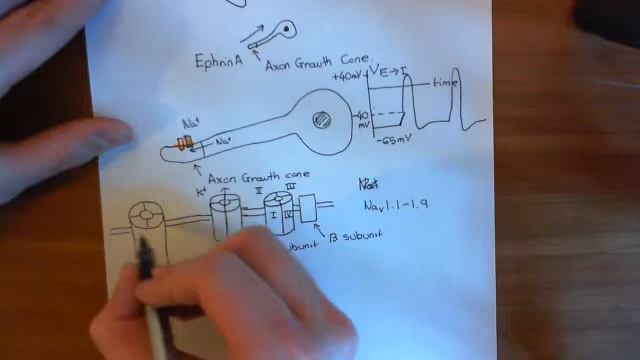 EphrinA
Axon Growth Cone.
+40mV
V E→I
time
-40
mV
-65mV
Na+
Na+
Axon Growth cone
K+
II
III
I
IV
subunit
β subunit
Nav1.1-1.9